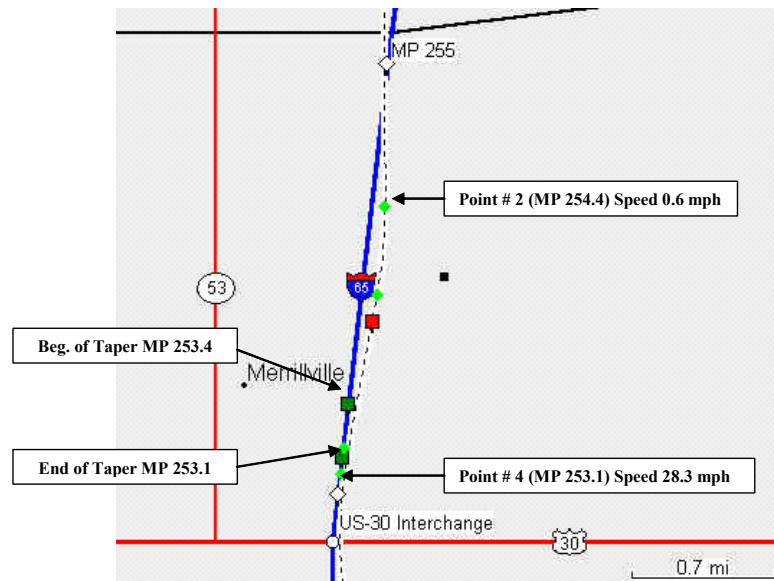 MP 255
Point # 2 (MP 254.4) Speed 0.6 mph
53
65
Beg. of Taper MP 253.4
Merrillville
End of Taper MP 253.1
Point # 4 (MP 253.1) Speed 28.3 mph
US-30 Interchange
30
0.7 mi